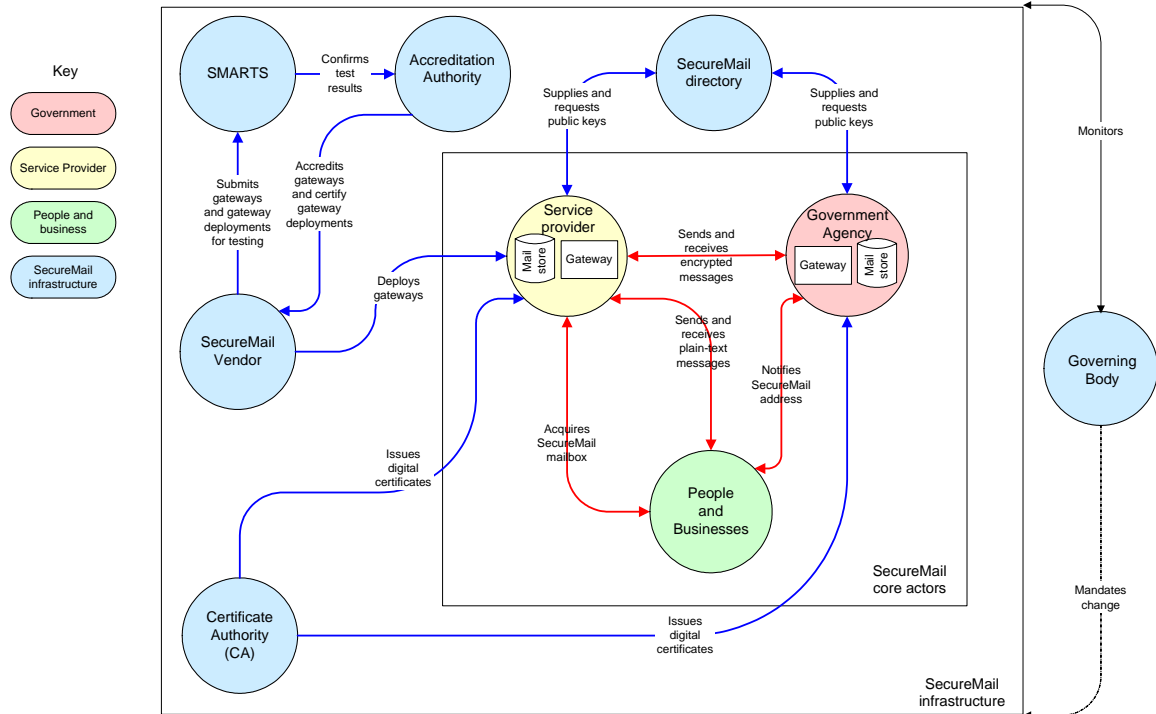 Key
Government
Service Provider
People and
business
SecureMail
infrastructure
SMARTS
Confirms
test
results
Accreditation
Authority
SecureMail
directory
Supplies and
requests
public keys
Supplies and
requests
public keys
Monitors
Submits
gateways
and gateway
deployments
for testing
Accredits
gateways
and certify
gateway
deployments
Service
provider
Mail
store
Gateway
Sends and
receives
encrypted
messages
Government
Agency
Gateway
Mail
store
Deploys
gateways
SecureMail
Vendor
Sends and
receives
plain-text
messages
Notifies
SecureMail
address
Governing
Body
Acquires
SecureMail
mailbox
Issues
digital
certificates
People
and
Businesses
SecureMail
core actors
Mandates
change
Certificate
Authority
(CA)
Issues
digital
certificates
SecureMail
infrastructure